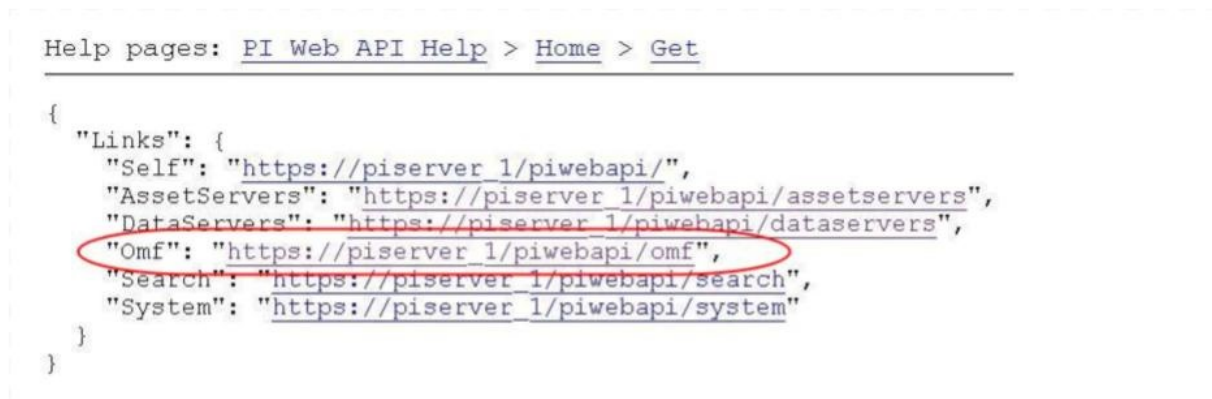 Help pages: PI Web API Help > Home > Get
{
"Links": {
"Self": "https://piserver_1/piwebapi/",
"AssetServers": "https://piserver_1/piwebapi/assetservers",
"DataServers": "https://piserver_1/piwebapi/dataservers",
"Omf": "https://piserver_1/piwebapi/omf",
"Search": "https://piserver_1/piwebapi/search",
"System": "https://piserver_1/piwebapi/system"
}
}